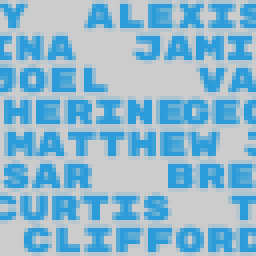 Y ALEXIS
INA JAMI
JOEL VA
HERINEGEO
MATTHEW J
SAR BRE
CURTIS T
CLIFFORD